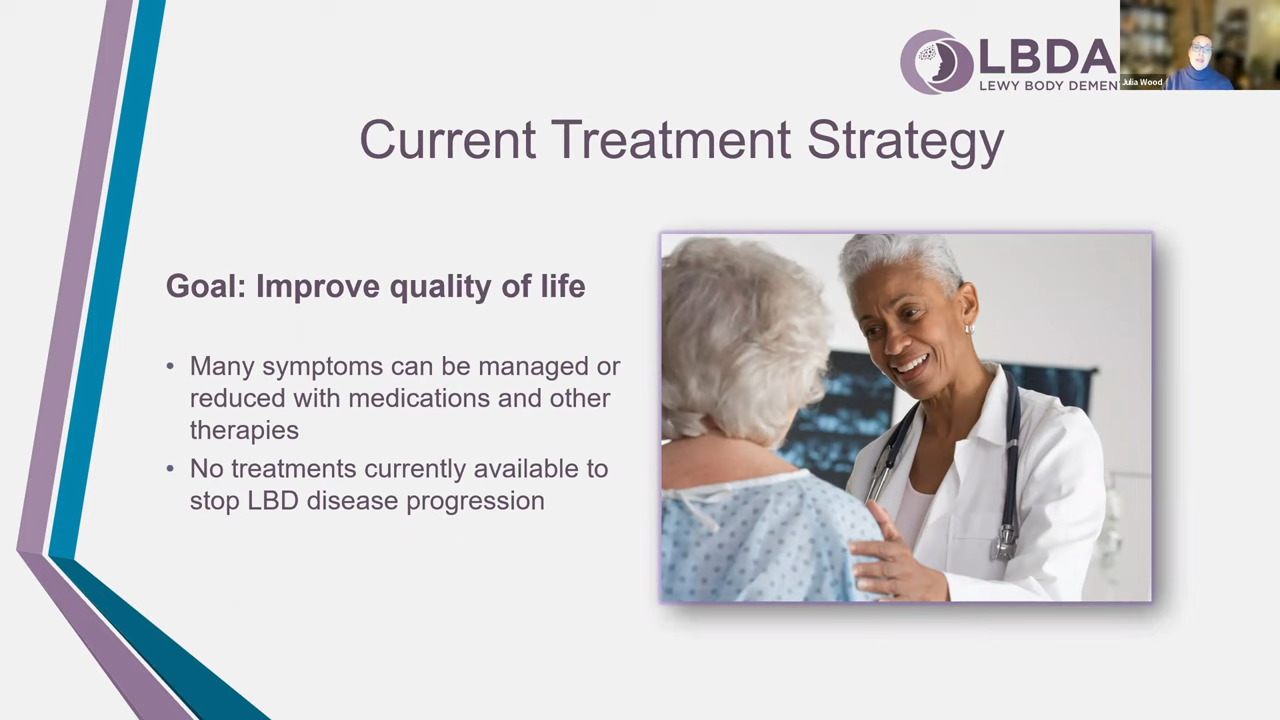 LBDA
LEWY BODY DEMEN
Julia Wood
Current Treatment Strategy
Goal: Improve quality of life
• Many symptoms can be managed or
reduced with medications and other
therapies
• No treatments currently available to
stop LBD disease progression